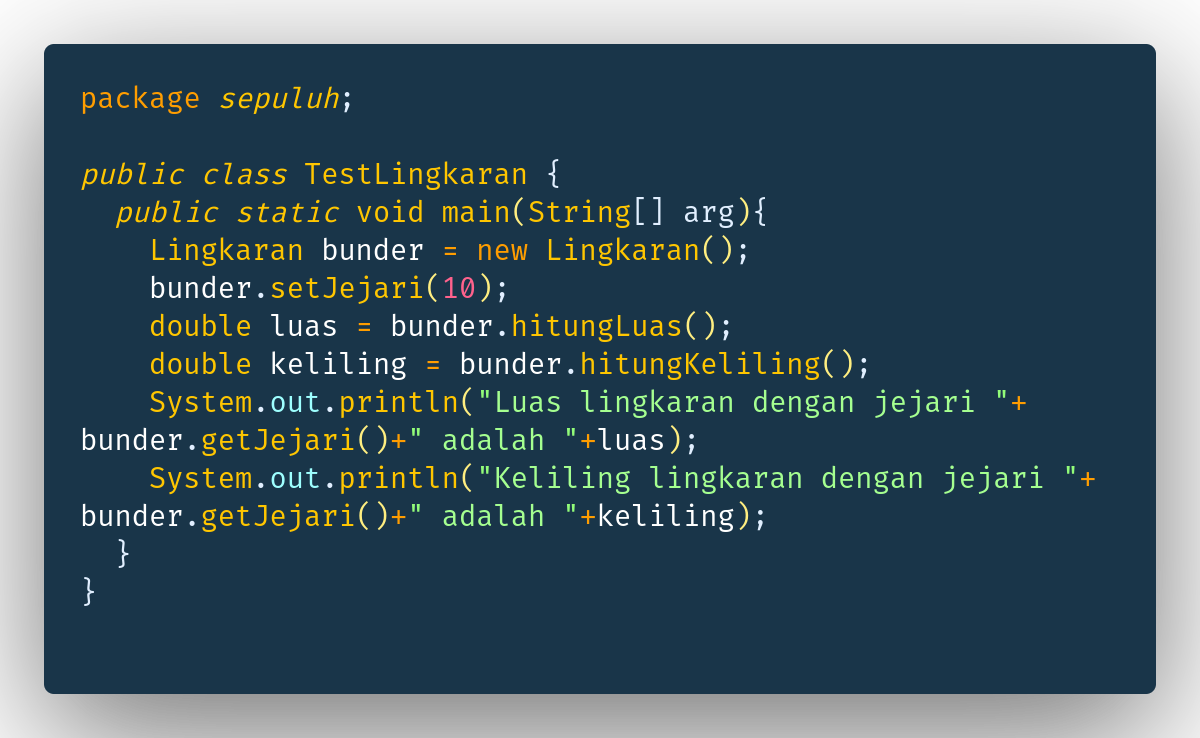 package sepuluh;

public class TestLingkaran {
  public static void main(String[] arg){
    Lingkaran bunder = new Lingkaran();
    bunder.setJejari(10);
    double luas = bunder.hitungLuas();
    double keliling = bunder.hitungKeliling();
    System.out.println("Luas lingkaran dengan jejari "+
bunder.getJejari()+" adalah "+luas);
    System.out.println("Keliling lingkaran dengan jejari "+
bunder.getJejari()+" adalah "+keliling);
  }
}